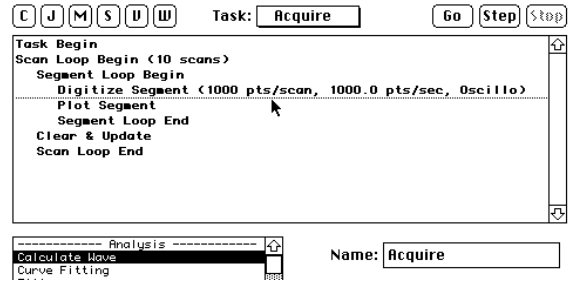 C J M S U W Task: Acquire Go Step Stop
Task Begin
Scan Loop Begin (10 scans)
Segment Loop Begin
Digitize Segment (1000 pts/scan, 1000.0 pts/sec, Oscillo)
Plot Segment
Segment Loop End
Clear & Update
Scan Loop End
------------ Analysis ------------
Calculate Wave
Curve Fitting
Name: Acquire